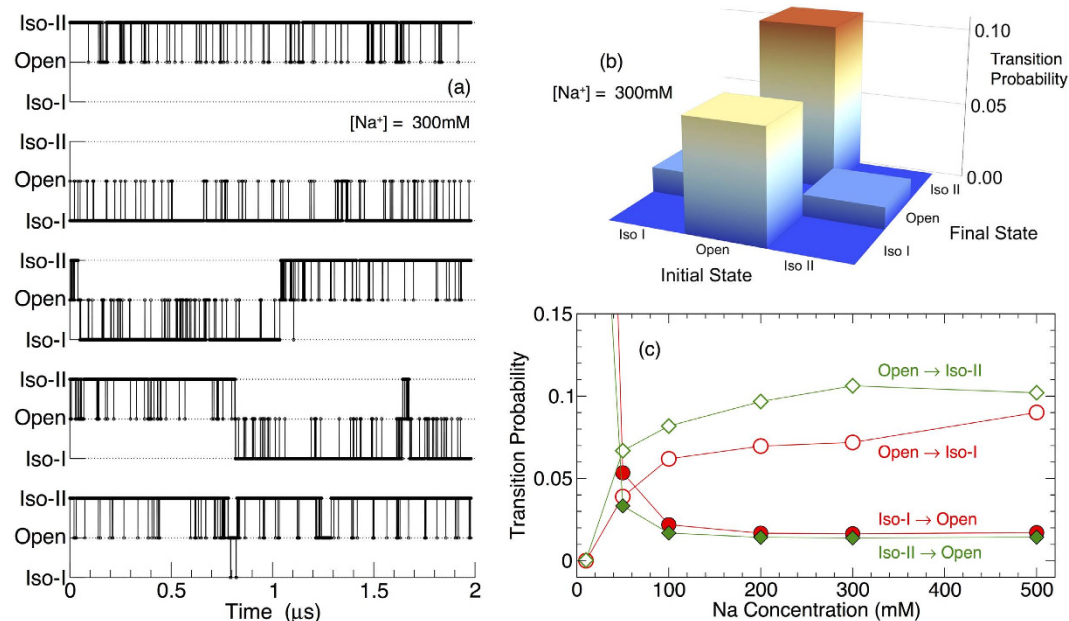 Iso-II
Open
(a)
Iso-I
[Na⁺] = 300mM
Iso-II
Open
Iso-I
Iso-II
Open
Iso-I
Iso-II
Open
Iso-I
Iso-II
Open
Iso-I
0 0.5 1 1.5 2
Time (μs)
(b)
[Na⁺] = 300mM
0.10
Transition
Probability
0.05
0.00
Iso II
Open
Iso I
Final State
Iso I
Open
Iso II
Initial State
0.15
(c)
0.1
0.05
0
Transition Probability
Open → Iso-II
Open → Iso-I
Iso-I → Open
Iso-II → Open
0 100 200 300 400 500
Na Concentration (mM)